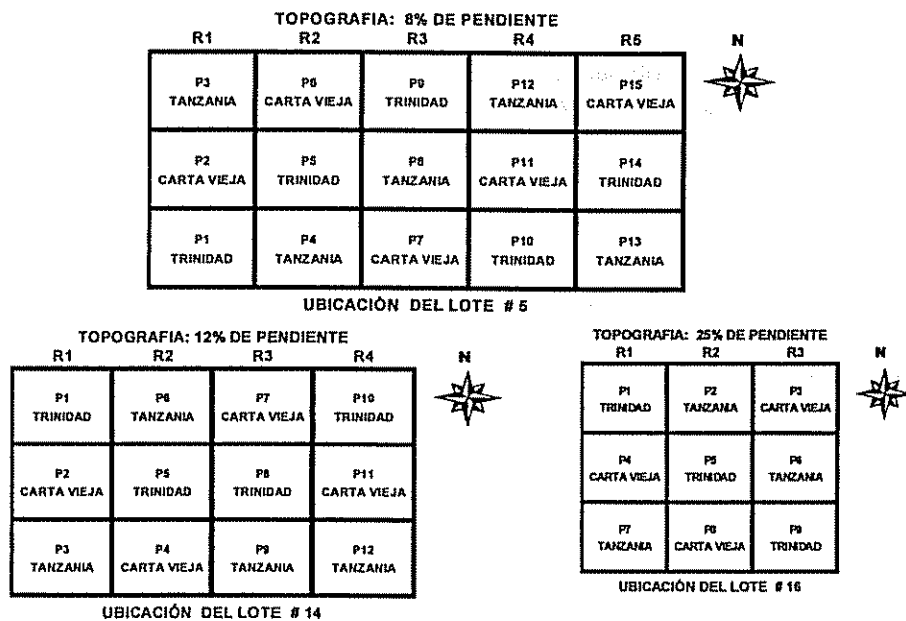 TOPOGRAFIA: 8% DE PENDIENTE
R1 R2 R3 R4 R5 N
P3 P6 P9 P12 P15
TANZANIA CARTA VIEJA TRINIDAD TANZANIA CARTA VIEJA
P2 P5 P8 P11 P14
CARTA VIEJA TRINIDAD TANZANIA CARTA VIEJA TRINIDAD
P1 P4 P7 P10 P13
TRINIDAD TANZANIA CARTA VIEJA TRINIDAD TANZANIA
UBICACIÓN DEL LOTE # 5
TOPOGRAFIA: 12% DE PENDIENTE
R1 R2 R3 R4 N
P1 P6 P7 P10
TRINIDAD TANZANIA CARTA VIEJA TRINIDAD
P2 P5 P8 P11
CARTA VIEJA TRINIDAD TRINIDAD CARTA VIEJA
P3 P4 P9 P12
TANZANIA CARTA VIEJA TANZANIA TANZANIA
UBICACIÓN DEL LOTE # 14
TOPOGRAFIA: 25% DE PENDIENTE
R1 R2 R3 N
P1 P2 P3
TRINIDAD TANZANIA CARTA VIEJA
P4 P5 P6
CARTA VIEJA TRINIDAD TANZANIA
P7 P8 P9
TANZANIA CARTA VIEJA TRINIDAD
UBICACIÓN DEL LOTE # 16